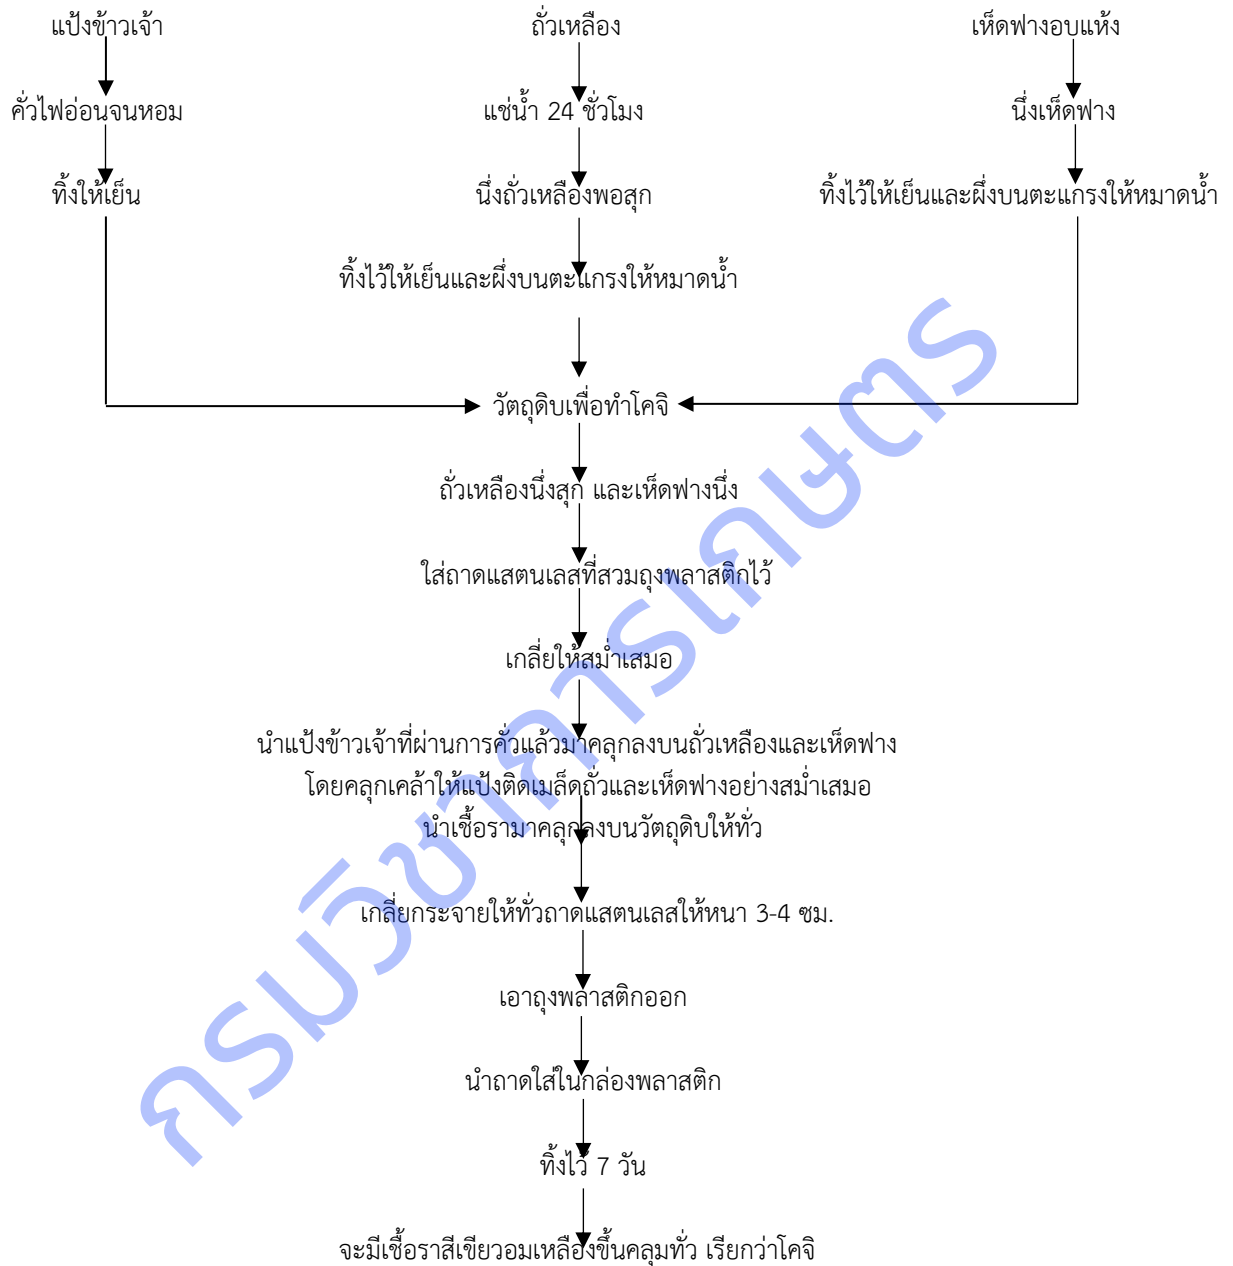 แป้งข้าวเจ้า
ถั่วเหลือง
เห็ดฟางอบแห้ง
คั่วไฟอ่อนจนหอม
แช่น้ำ 24 ชั่วโมง
นึ่งเห็ดฟาง
ทิ้งให้เย็น
นึ่งถั่วเหลืองพอสุก
ทิ้งไว้ให้เย็นและผึ่งบนตะแกรงให้หมาดน้ำ
ทิ้งไว้ให้เย็นและผึ่งบนตะแกรงให้หมาดน้ำ
วัตถุดิบเพื่อทำโคจิ
ถั่วเหลืองนึ่งสุก และเห็ดฟางนึ่ง
ใส่ถาดแสตนเลสที่สวมถุงพลาสติกไว้
เกลี่ยให้สม่ำเสมอ
นำแป้งข้าวเจ้าที่ผ่านการคั่วแล้วมาคลุกลงบนถั่วเหลืองและเห็ดฟาง
โดยคลุกเคล้าให้แป้งติดเมล็ดถั่วและเห็ดฟางอย่างสม่ำเสมอ
นำเชื้อรามาคลุกลงบนวัตถุดิบให้ทั่ว
เกลี่ยกระจายให้ทั่วถาดแสตนเลสให้หนา 3-4 ซม.
เอาถุงพลาสติกออก
นำถาดใส่ในกล่องพลาสติก
ทิ้งไว้ 7 วัน
จะมีเชื้อราสีเขียวอมเหลืองขึ้นคลุมทั่ว เรียกว่าโคจิ
กรมวิชาการเกษตร